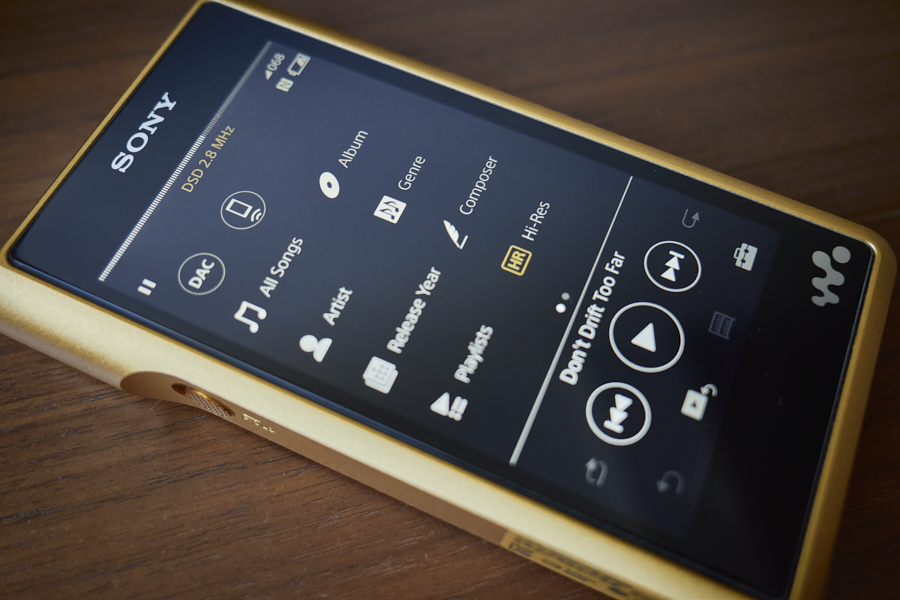 SONY
068
N
DSD 2.8 MHz
DAC
All Songs
Album
Artist
Genre
Release Year
Composer
Playlists
HR
Hi-Res
Don't Drift Too Far